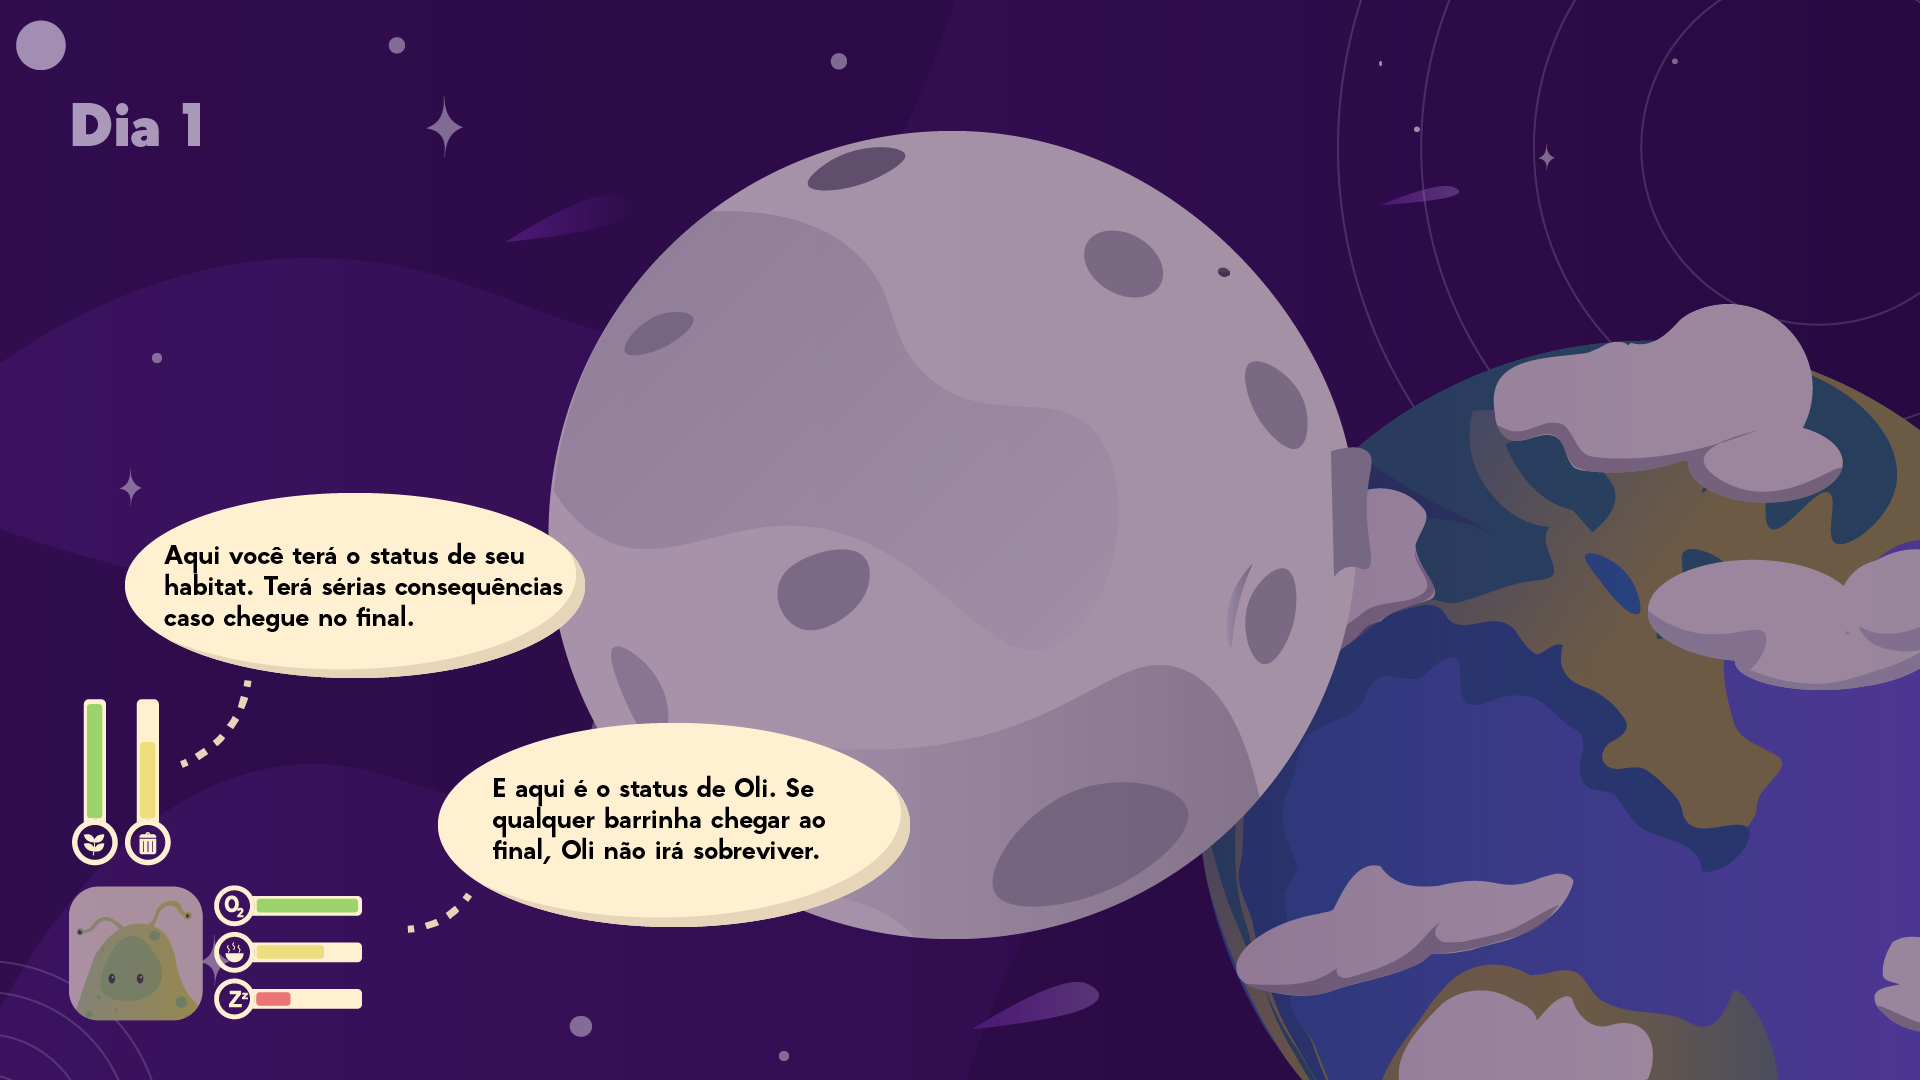 Dia 1
Aqui você terá o status de seu
habitat. Terá sérias consequências
caso chegue no final.
E aqui é o status de Oli. Se
qualquer barrinha chegar ao
final, Oli não irá sobreviver.
O₂
Zz